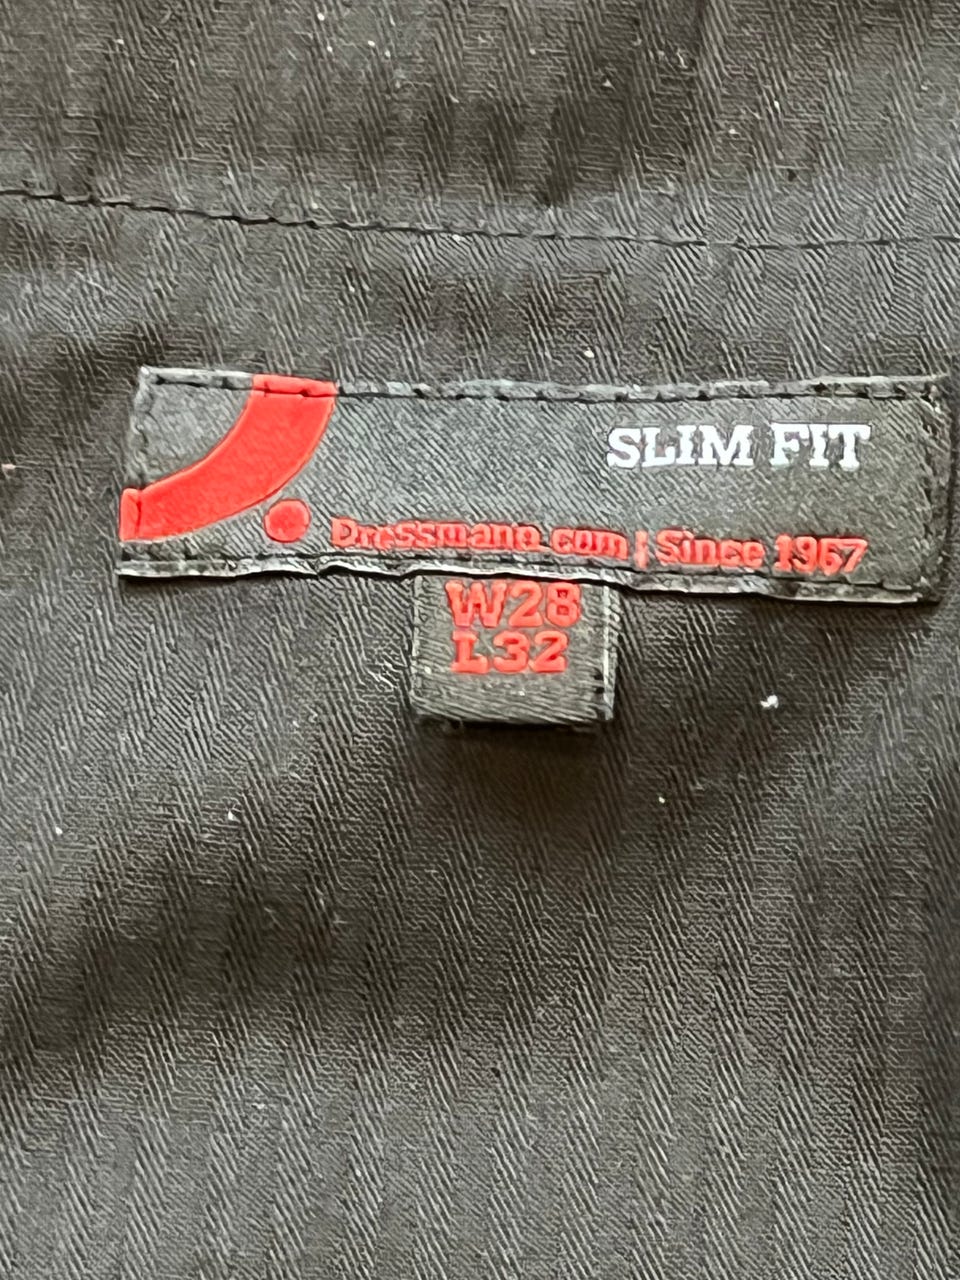 SLIM FIT
Dressmann.com | Since 1967
W28
L32